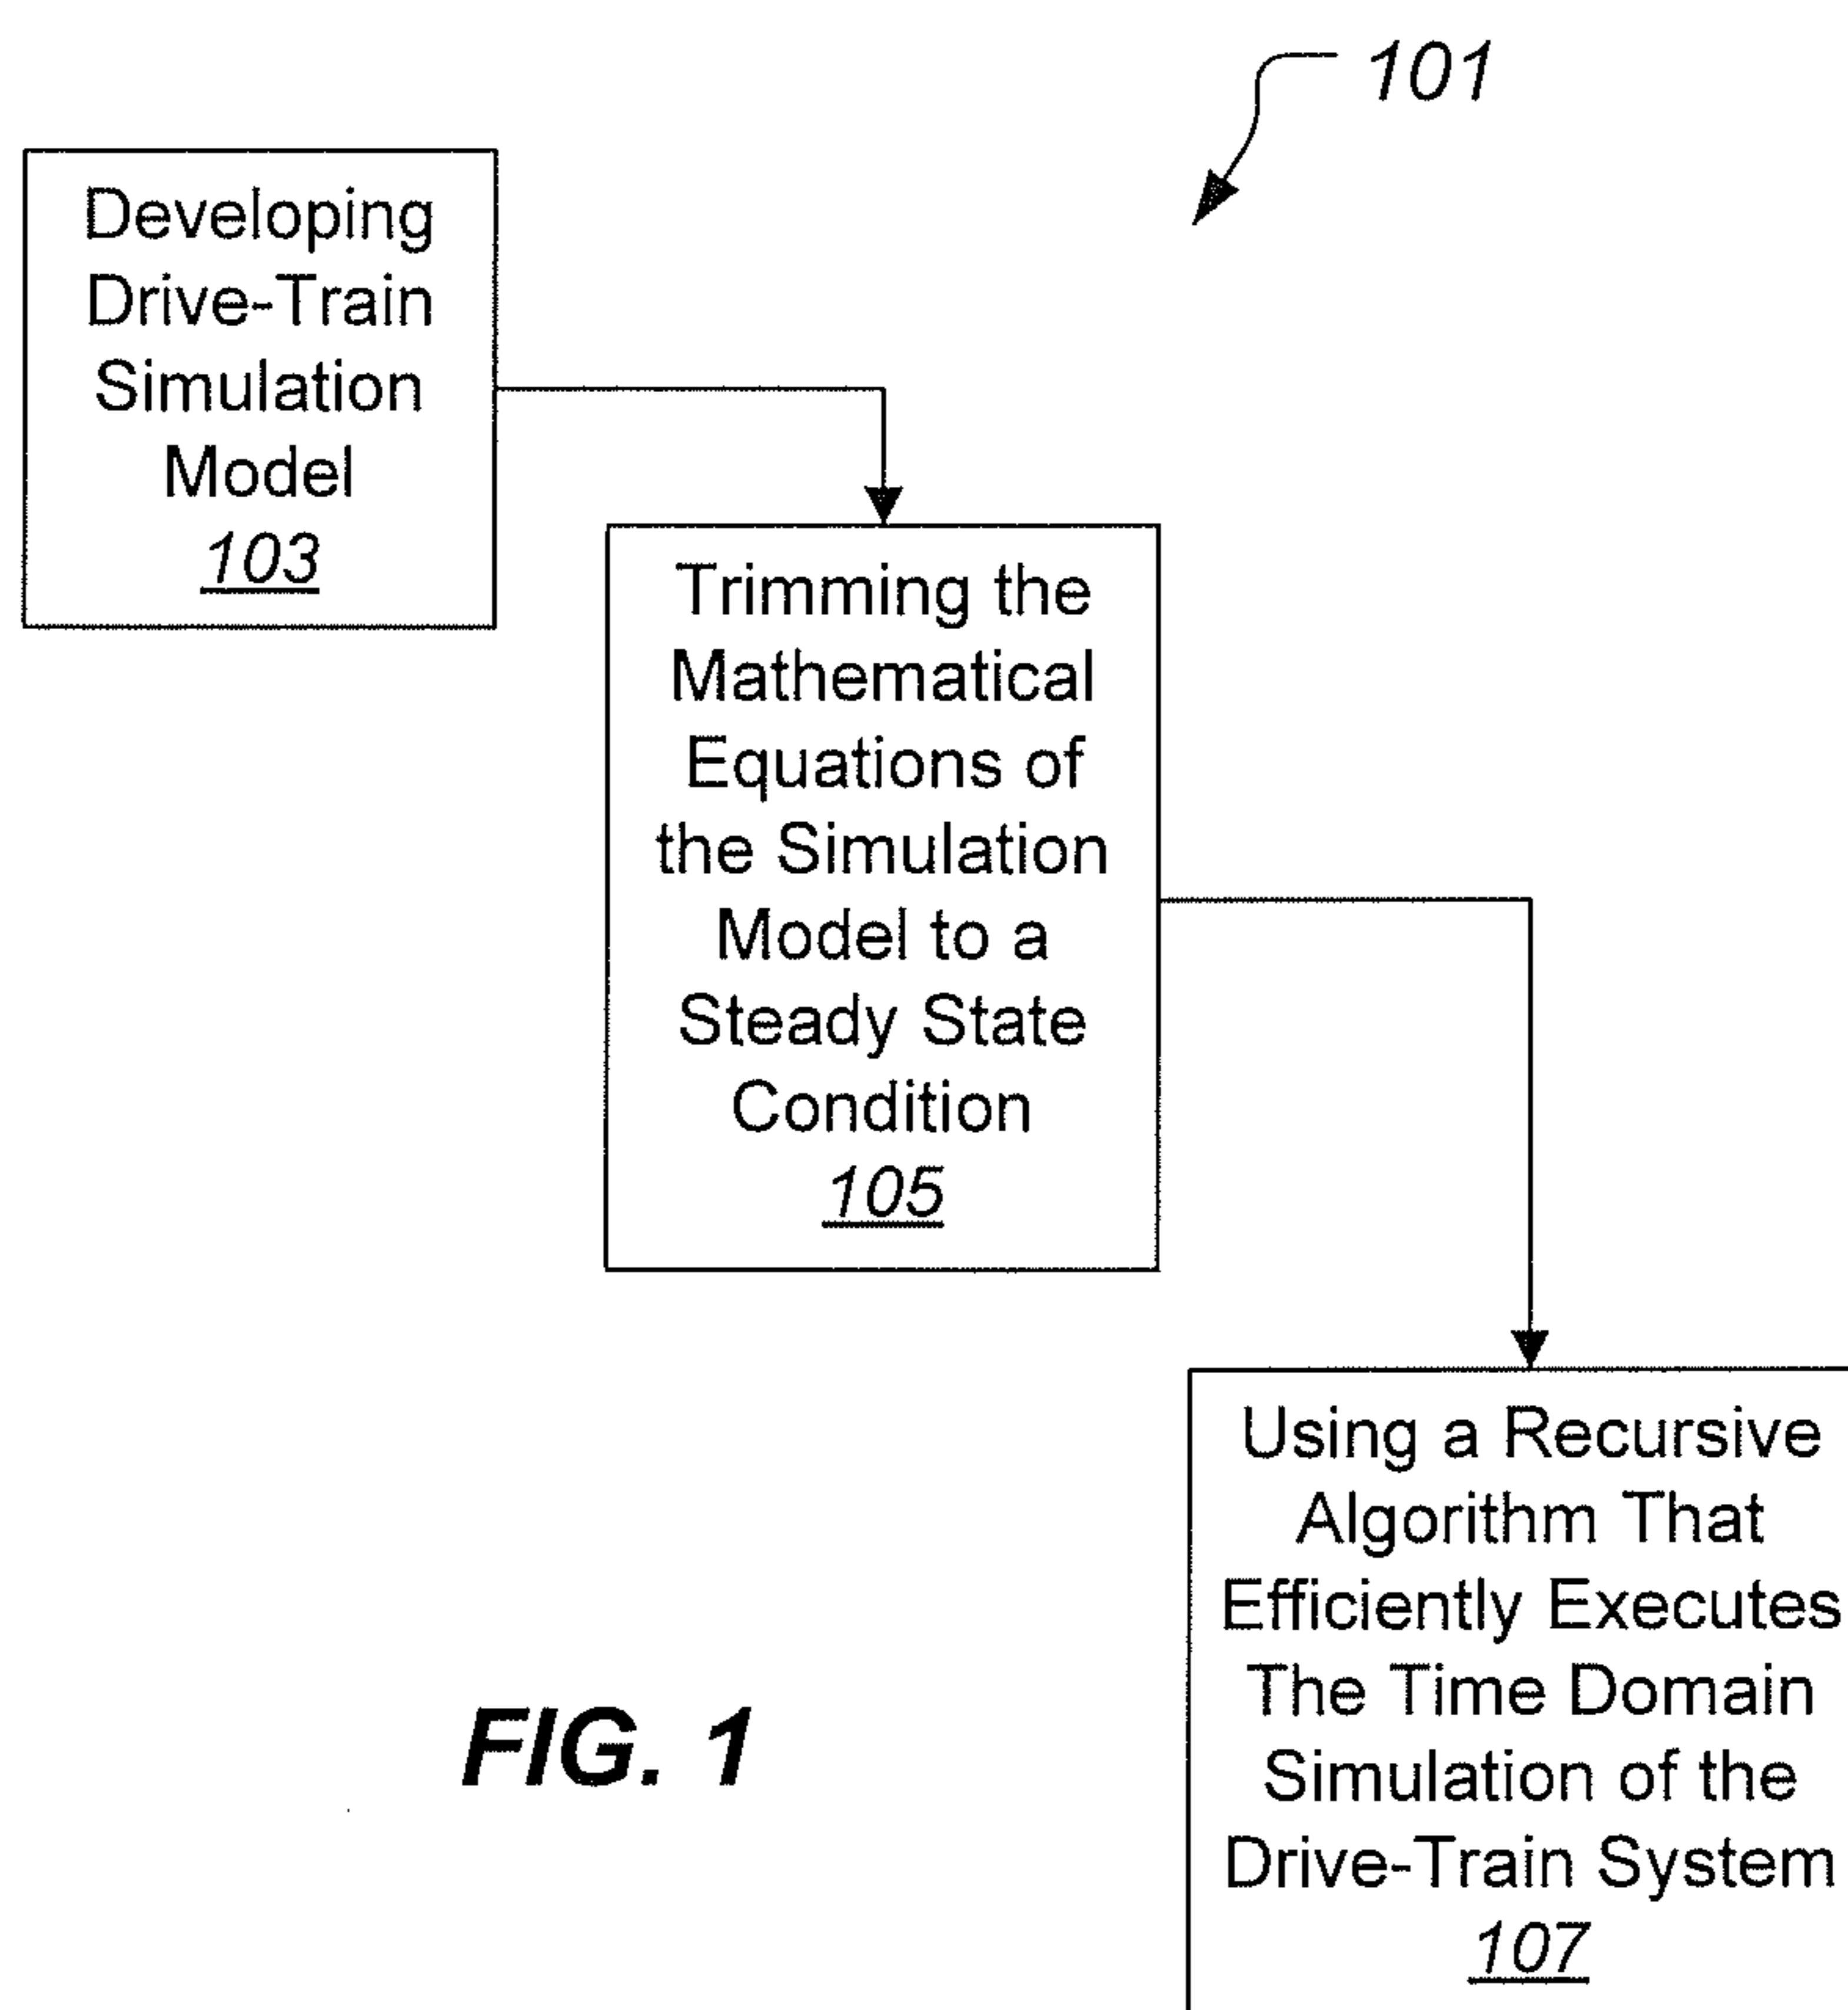 101
Developing
Drive-Train
Simulation
Model
103
Trimming the
Mathematical
Equations of
the Simulation
Model to a
Steady State
Condition
105
Using a Recursive
Algorithm That
Efficiently Executes
The Time Domain
Simulation of the
Drive-Train System
107
FIG. 1